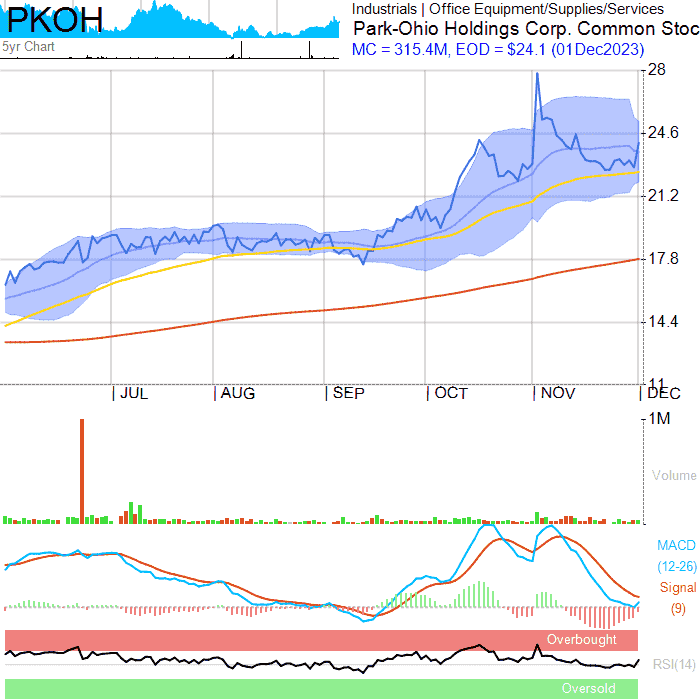 PKOH
5yr Chart
Industrials | Office Equipment/Supplies/Services
Park-Ohio Holdings Corp. Common Stoc
MC = 315.4M, EOD = $24.1 (01Dec2023)
28
24.6
21.2
17.8
14.4
11
JUL AUG SEP OCT NOV DEC
1M
Volume
MACD
(12-26)
Signal
(9)
Overbought
RSI(14)
Oversold